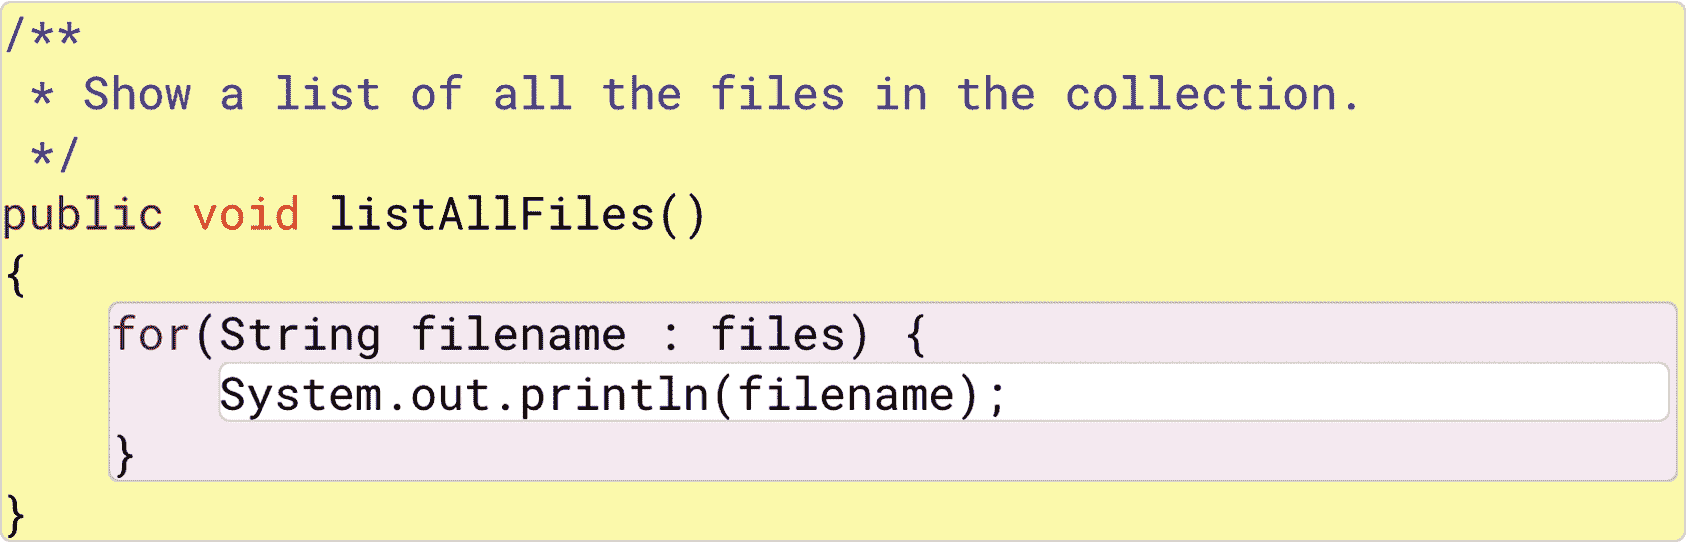 /**
 * Show a list of all the files in the collection.
 */
public void listAllFiles()
{
    for(String filename : files) {
        System.out.println(filename);
    }
}